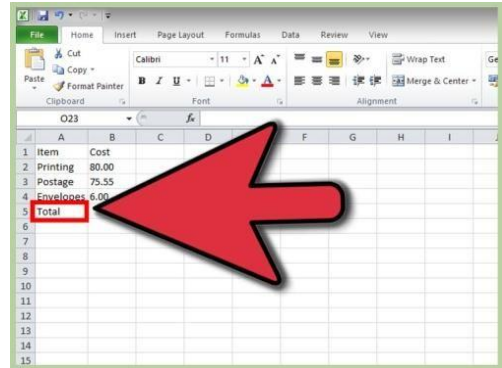 File Home Insert Page Layout Formulas Data Review View
Cut
Copy
Format Painter
Paste
Clipboard
Calibri 11 A A
B I U A
Font
Wrap Text
Merge & Center
Alignment
Ge
O23 fx
A B C D F G H I
1 Item Cost
2 Printing 80.00
3 Postage 75.55
4 Envelopes 6.00
5 Total
6
7
8
9
10
11
12
13
14
15